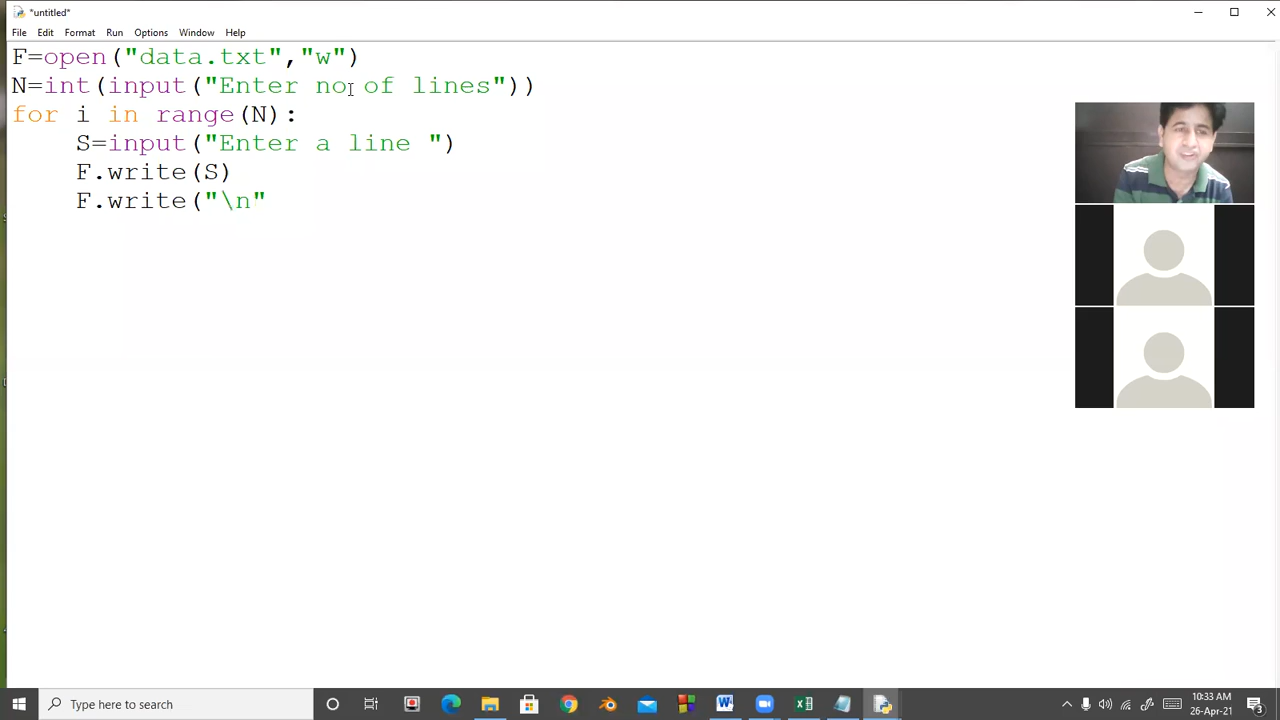 *untitled*
File Edit Format Run Options Window Help
F=open("data.txt","w")
N=int(input("Enter no of lines"))
for i in range(N):
    S=input("Enter a line ")
    F.write(S)
    F.write("\n"
Type here to search
10:33 AM
26-Apr-21
3